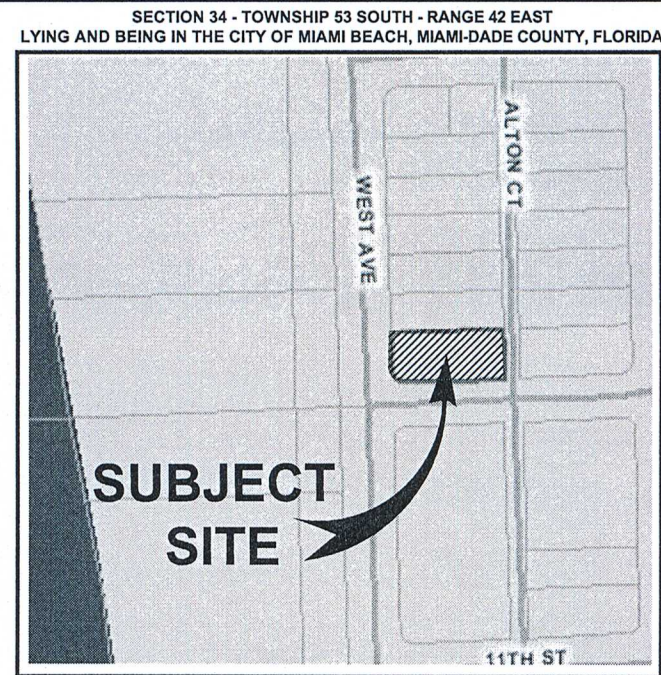 SECTION 34 - TOWNSHIP 53 SOUTH - RANGE 42 EAST
LYING AND BEING IN THE CITY OF MIAMI BEACH, MIAMI-DADE COUNTY, FLORIDA
ALTON CT
WEST AVE
SUBJECT
SITE
11TH ST